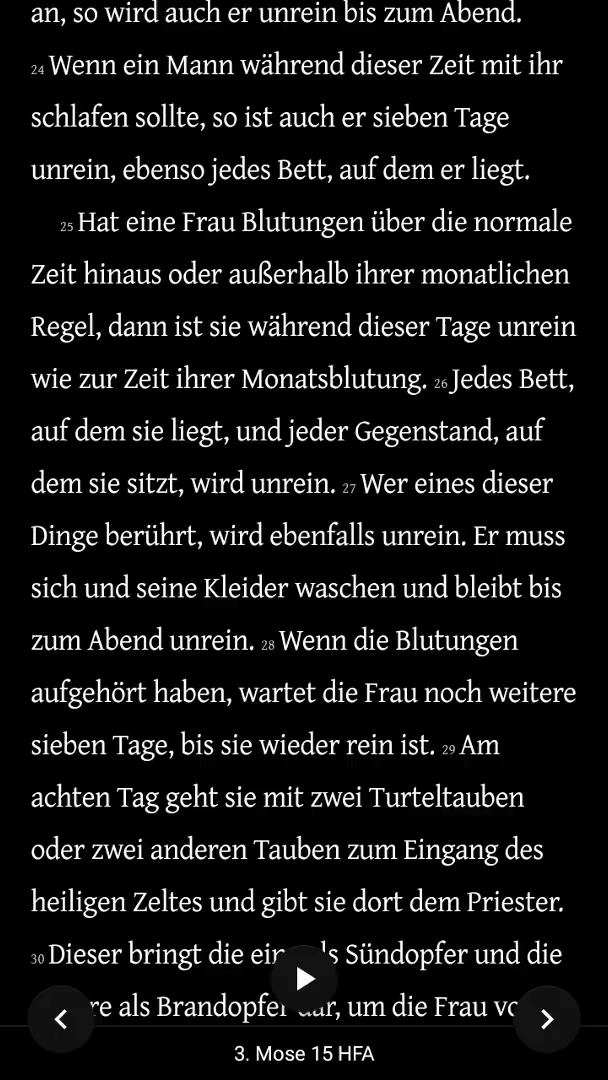 an, so wird auch er unrein bis zum Abend.
24 Wenn ein Mann während dieser Zeit mit ihr
schlafen sollte, so ist auch er sieben Tage
unrein, ebenso jedes Bett, auf dem er liegt.
25 Hat eine Frau Blutungen über die normale
Zeit hinaus oder außerhalb ihrer monatlichen
Regel, dann ist sie während dieser Tage unrein
wie zur Zeit ihrer Monatsblutung. 26 Jedes Bett,
auf dem sie liegt, und jeder Gegenstand, auf
dem sie sitzt, wird unrein. 27 Wer eines dieser
Dinge berührt, wird ebenfalls unrein. Er muss
sich und seine Kleider waschen und bleibt bis
zum Abend unrein. 28 Wenn die Blutungen
aufgehört haben, wartet die Frau noch weitere
sieben Tage, bis sie wieder rein ist. 29 Am
achten Tag geht sie mit zwei Turteltauben
oder zwei anderen Tauben zum Eingang des
heiligen Zeltes und gibt sie dort dem Priester.
30 Dieser bringt die Sündopfer und die
als Brandopfer dar, um die Frau
3. Mose 15 HFA